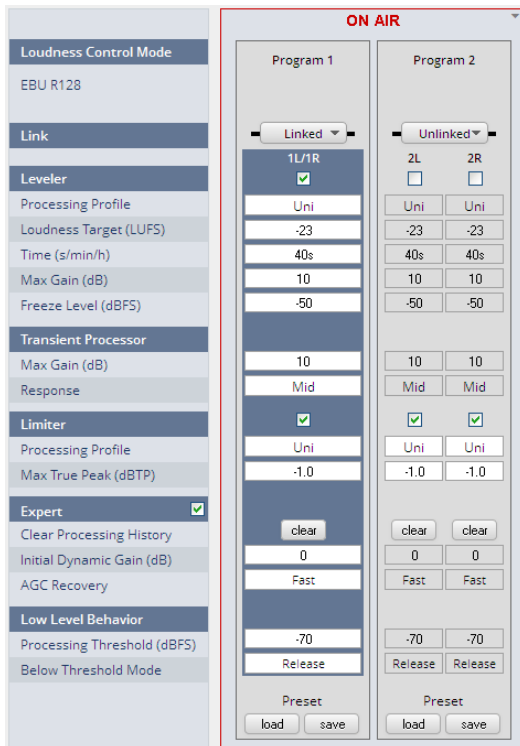 ON AIR
Loudness Control Mode Program 1 Program 2
EBU R128
Link Linked Unlinked
1L/1R 2L 2R
Leveler
Processing Profile Uni Uni Uni
Loudness Target (LUFS) -23 -23 -23
Time (s/min/h) 40s 40s 40s
Max Gain (dB) 10 10 10
Freeze Level (dBFS) -50 -50 -50
Transient Processor
Max Gain (dB) 10 10 10
Response Mid Mid Mid
Limiter
Processing Profile Uni Uni Uni
Max True Peak (dBTP) -1.0 -1.0 -1.0
Expert
Clear Processing History clear clear clear
Initial Dynamic Gain (dB) 0 0 0
AGC Recovery Fast Fast Fast
Low Level Behavior
Processing Threshold (dBFS) -70 -70 -70
Below Threshold Mode Release Release Release
Preset Preset
load save load save